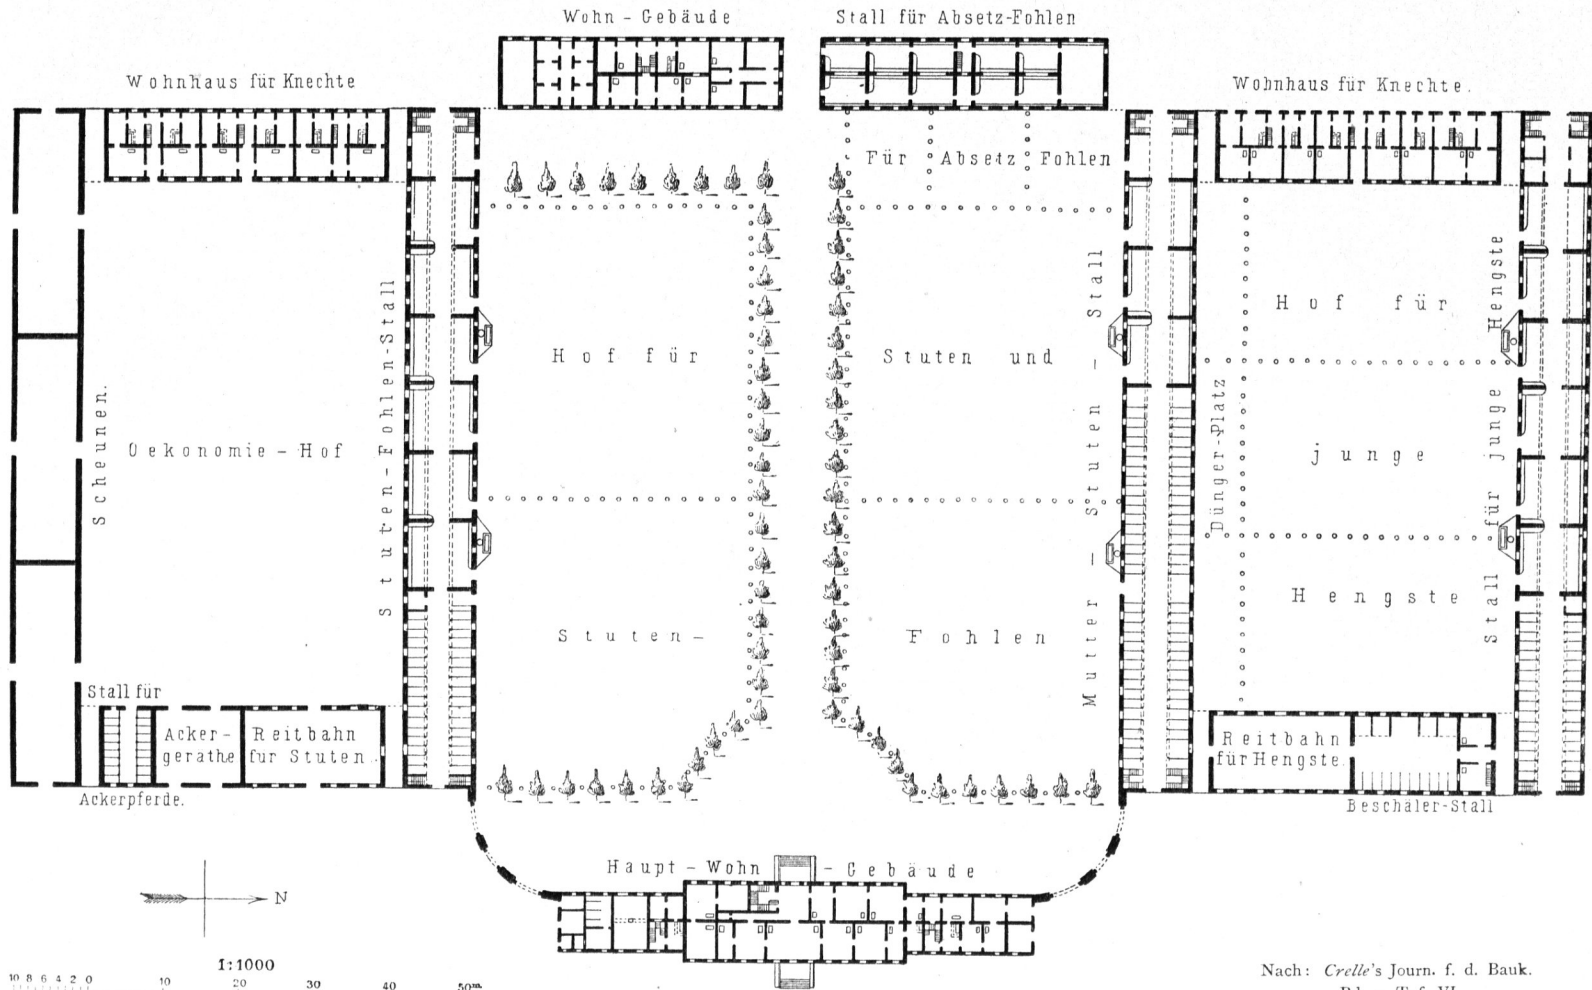 Wohn-Gebäude
Stall für Absetz-Fohlen
Wohnhaus für Knechte
Wohnhaus für Knechte.
Für Absetz Fohlen
Scheunen.
Oekonomie-Hof
Stuten-Fohlen-Stall
Hof für
Stuten und
Stuten-
Fohlen
Mutter-Stuten-Stall
Dünger-Platz
Hof für
junge
Hengste
Stall für junge Hengste
Stall für
Ackerpferde.
Acker-
gerathe
Reitbahn
für Stuten
Reitbahn
für Hengste.
Beschäler-Stall
Haupt-Wohn-Gebäude
N
1:1000
10 8 6 4 2 0 10 20 30 40 50m.
Nach: Crelle's Journ. f. d. Bauk.